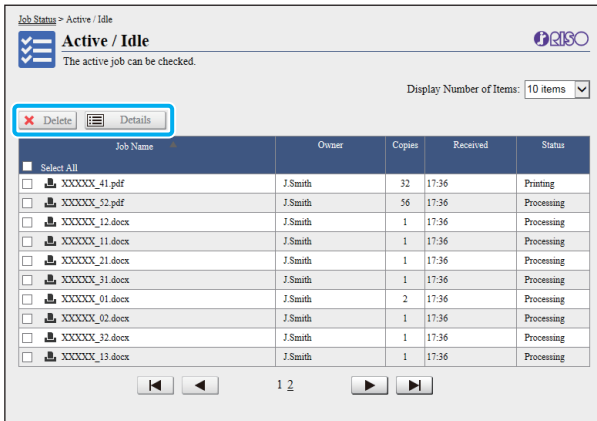 Job Status > Active / Idle
Active / Idle
RISO
The active job can be checked.
Display Number of Items: 10 items
Delete Details
Job Name Owner Copies Received Status
Select All
XXXXX_41.pdf J.Smith 32 17:36 Printing
XXXXX_52.pdf J.Smith 56 17:36 Processing
XXXXX_12.docx J.Smith 1 17:36 Processing
XXXXX_11.docx J.Smith 1 17:36 Processing
XXXXX_21.docx J.Smith 1 17:36 Processing
XXXXX_31.docx J.Smith 1 17:36 Processing
XXXXX_01.docx J.Smith 2 17:36 Processing
XXXXX_02.docx J.Smith 1 17:36 Processing
XXXXX_32.docx J.Smith 1 17:36 Processing
XXXXX_13.docx J.Smith 1 17:36 Processing
1 2